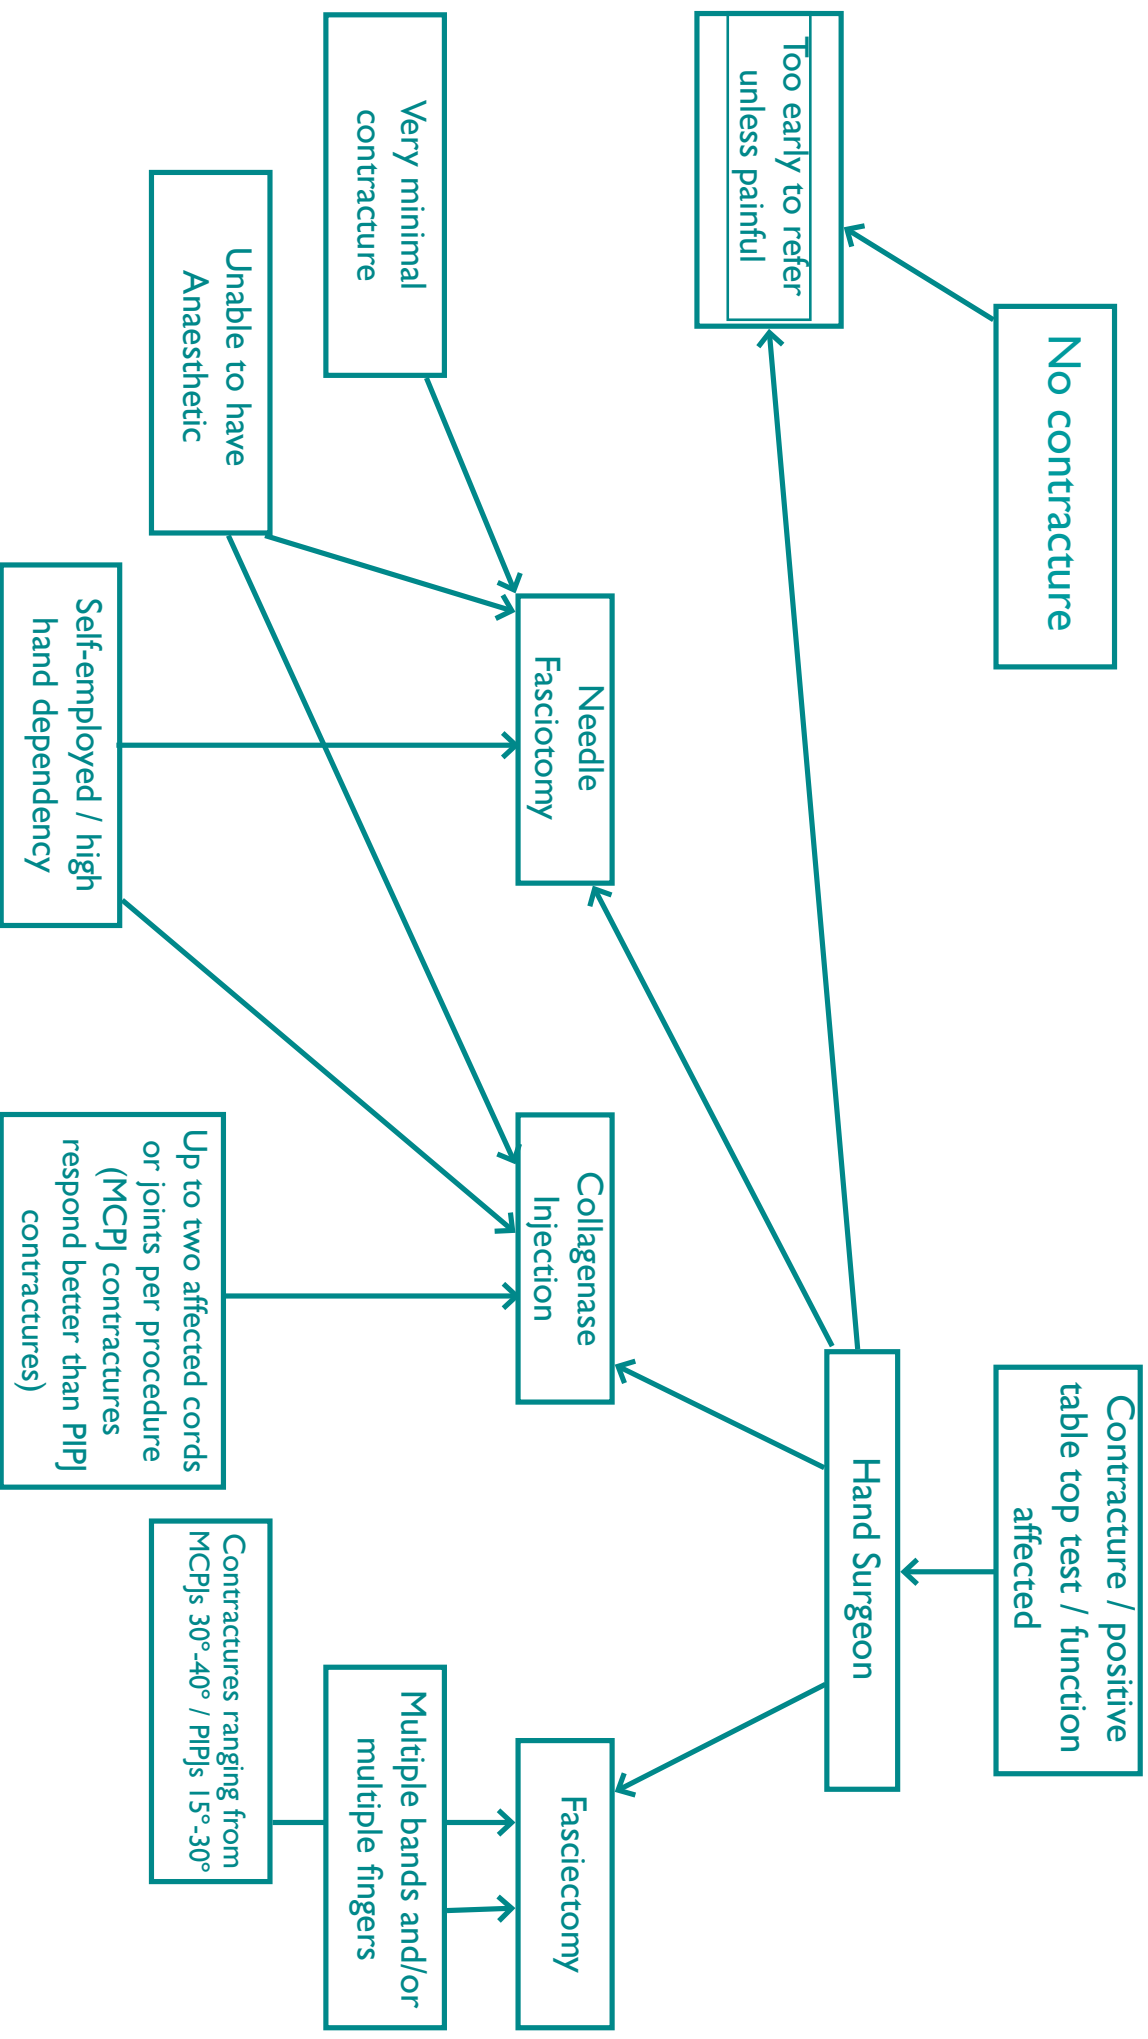 No contracture
Contracture / positive
table top test / function
affected
Too early to refer
unless painful
Hand Surgeon
Needle
Fasciotomy
Collagenase
Injection
Fasciectomy
Very minimal
contracture
Multiple bands and/or
multiple fingers
Unable to have
Anaesthetic
Contractures ranging from
MCPJs 30°-40° / PIPJs 15°-30°
Self-employed / high
hand dependency
Up to two affected cords
or joints per procedure
(MCPJ contractures
respond better than PIPJ
contractures)